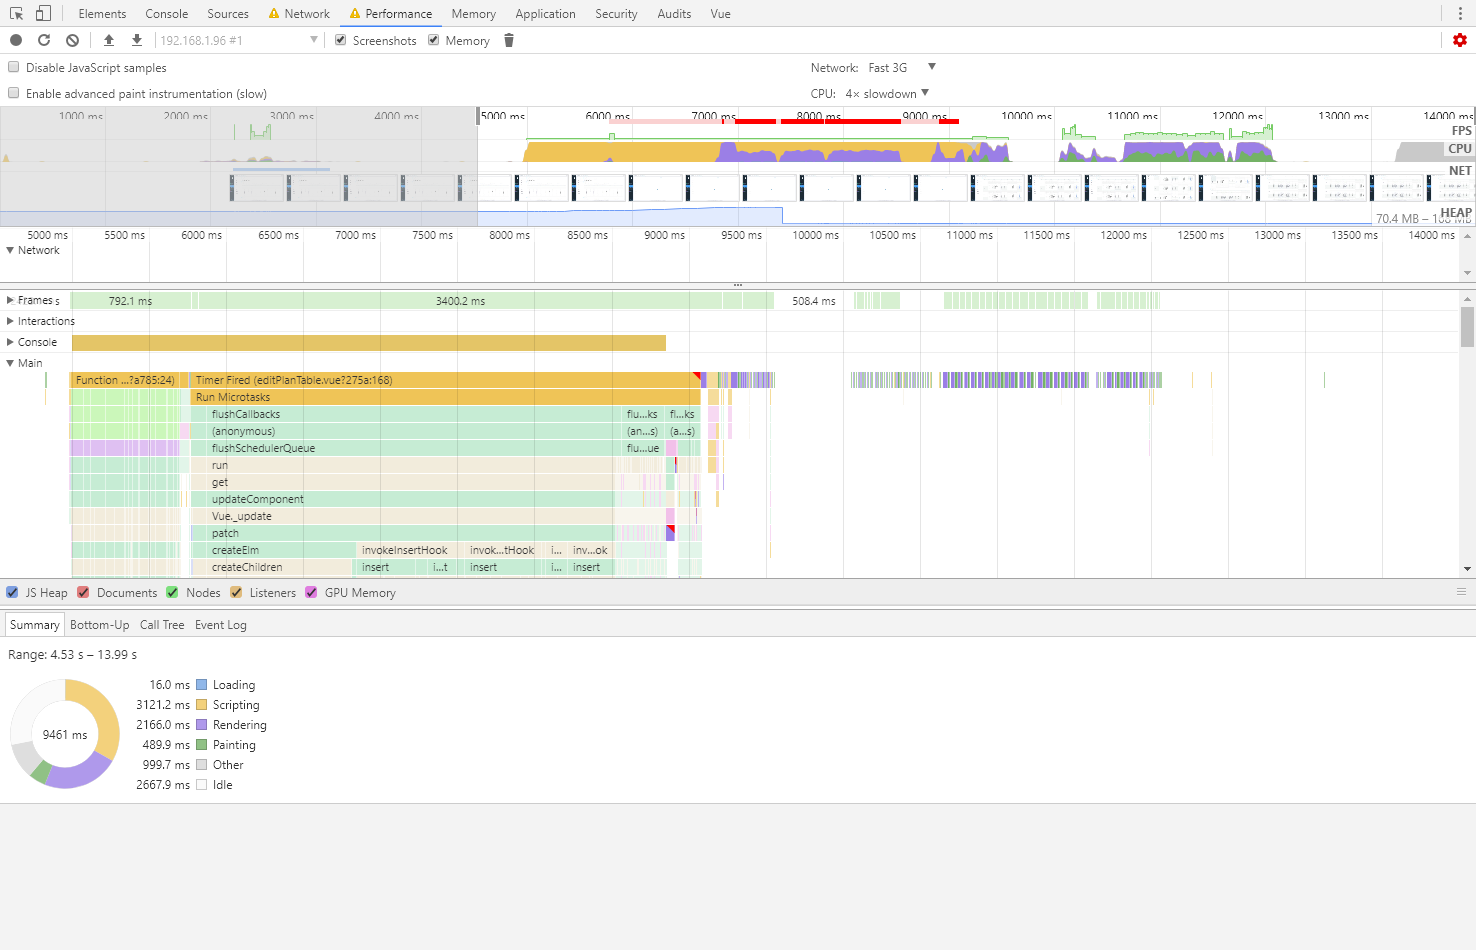 Elements Console Sources Network Performance Memory Application Security Audits Vue
192.168.1.96 #1 Screenshots Memory
Disable JavaScript samples Network: Fast 3G
Enable advanced paint instrumentation (slow) CPU: 4× slowdown
1000 ms 2000 ms 3000 ms 4000 ms 5000 ms 6000 ms 7000 ms 8000 ms 9000 ms 10000 ms 11000 ms 12000 ms 13000 ms 14000 ms
FPS
CPU
NET
HEAP
70.4 MB –
5000 ms 5500 ms 6000 ms 6500 ms 7000 ms 7500 ms 8000 ms 8500 ms 9000 ms 9500 ms 10000 ms 10500 ms 11000 ms 11500 ms 12000 ms 12500 ms 13000 ms 13500 ms 14000 ms
Network
Frames s 792.1 ms 3400.2 ms 508.4 ms
Interactions
Console
Main
Function ...?a785:24) Timer Fired (editPlanTable.vue?275a:168)
Run Microtasks
flushCallbacks flu...ks fl...ks
(anonymous) (an...s) (a...s)
flushSchedulerQueue flu...ue
run
get
updateComponent
Vue._update
patch
createElm invokeInsertHook invok...tHook i... inv...ok
createChildren insert i...t insert i... insert
JS Heap Documents Nodes Listeners GPU Memory
Summary Bottom-Up Call Tree Event Log
Range: 4.53 s – 13.99 s
9461 ms
16.0 ms Loading
3121.2 ms Scripting
2166.0 ms Rendering
489.9 ms Painting
999.7 ms Other
2667.9 ms Idle